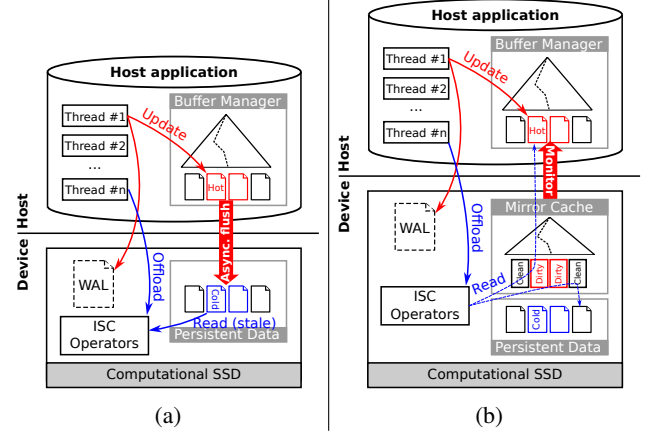 Host application
Buffer Manager
Thread #1
Update
Thread #2
...
Thread #n
Hot
Host
Device
Async. flush
Offload
WAL
Cold
Read (stale)
ISC
Operators
Persistent Data
Computational SSD
(a)
Host application
Buffer Manager
Thread #1
Update
Thread #2
...
Thread #n
Hot
Monitor
Host
Device
Offload
Mirror Cache
WAL
Clean
Dirty
Dirty
Clean
Read
ISC
Operators
Cold
Persistent Data
Computational SSD
(b)